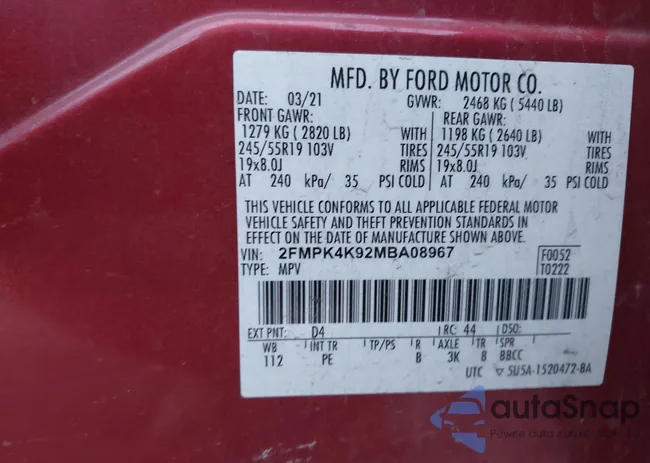 MFD. BY FORD MOTOR CO.
DATE: 03/21 GVWR: 2468 KG ( 5440 LB)
FRONT GAWR: REAR GAWR:
1279 KG ( 2820 LB) WITH 1198 KG ( 2640 LB) WITH
245/55R19 103V TIRES 245/55R19 103V TIRES
19x8.0J RIMS 19x8.0J RIMS
AT 240 kPa/ 35 PSI COLD AT 240 kPa/ 35 PSI COLD
THIS VEHICLE CONFORMS TO ALL APPLICABLE FEDERAL MOTOR
VEHICLE SAFETY AND THEFT PREVENTION STANDARDS IN
EFFECT ON THE DATE OF MANUFACTURE SHOWN ABOVE.
VIN: 2FMPK4K92MBA08967 F0052
TYPE: MPV T0222
EXT PNT: D4 RC: 44 DSO:
WB INT TR TP/PS R AXLE TR SPR
112 PE B 3K 8 BBCC
UTC ▽ 5U5A-1520472-BA
autoSnap